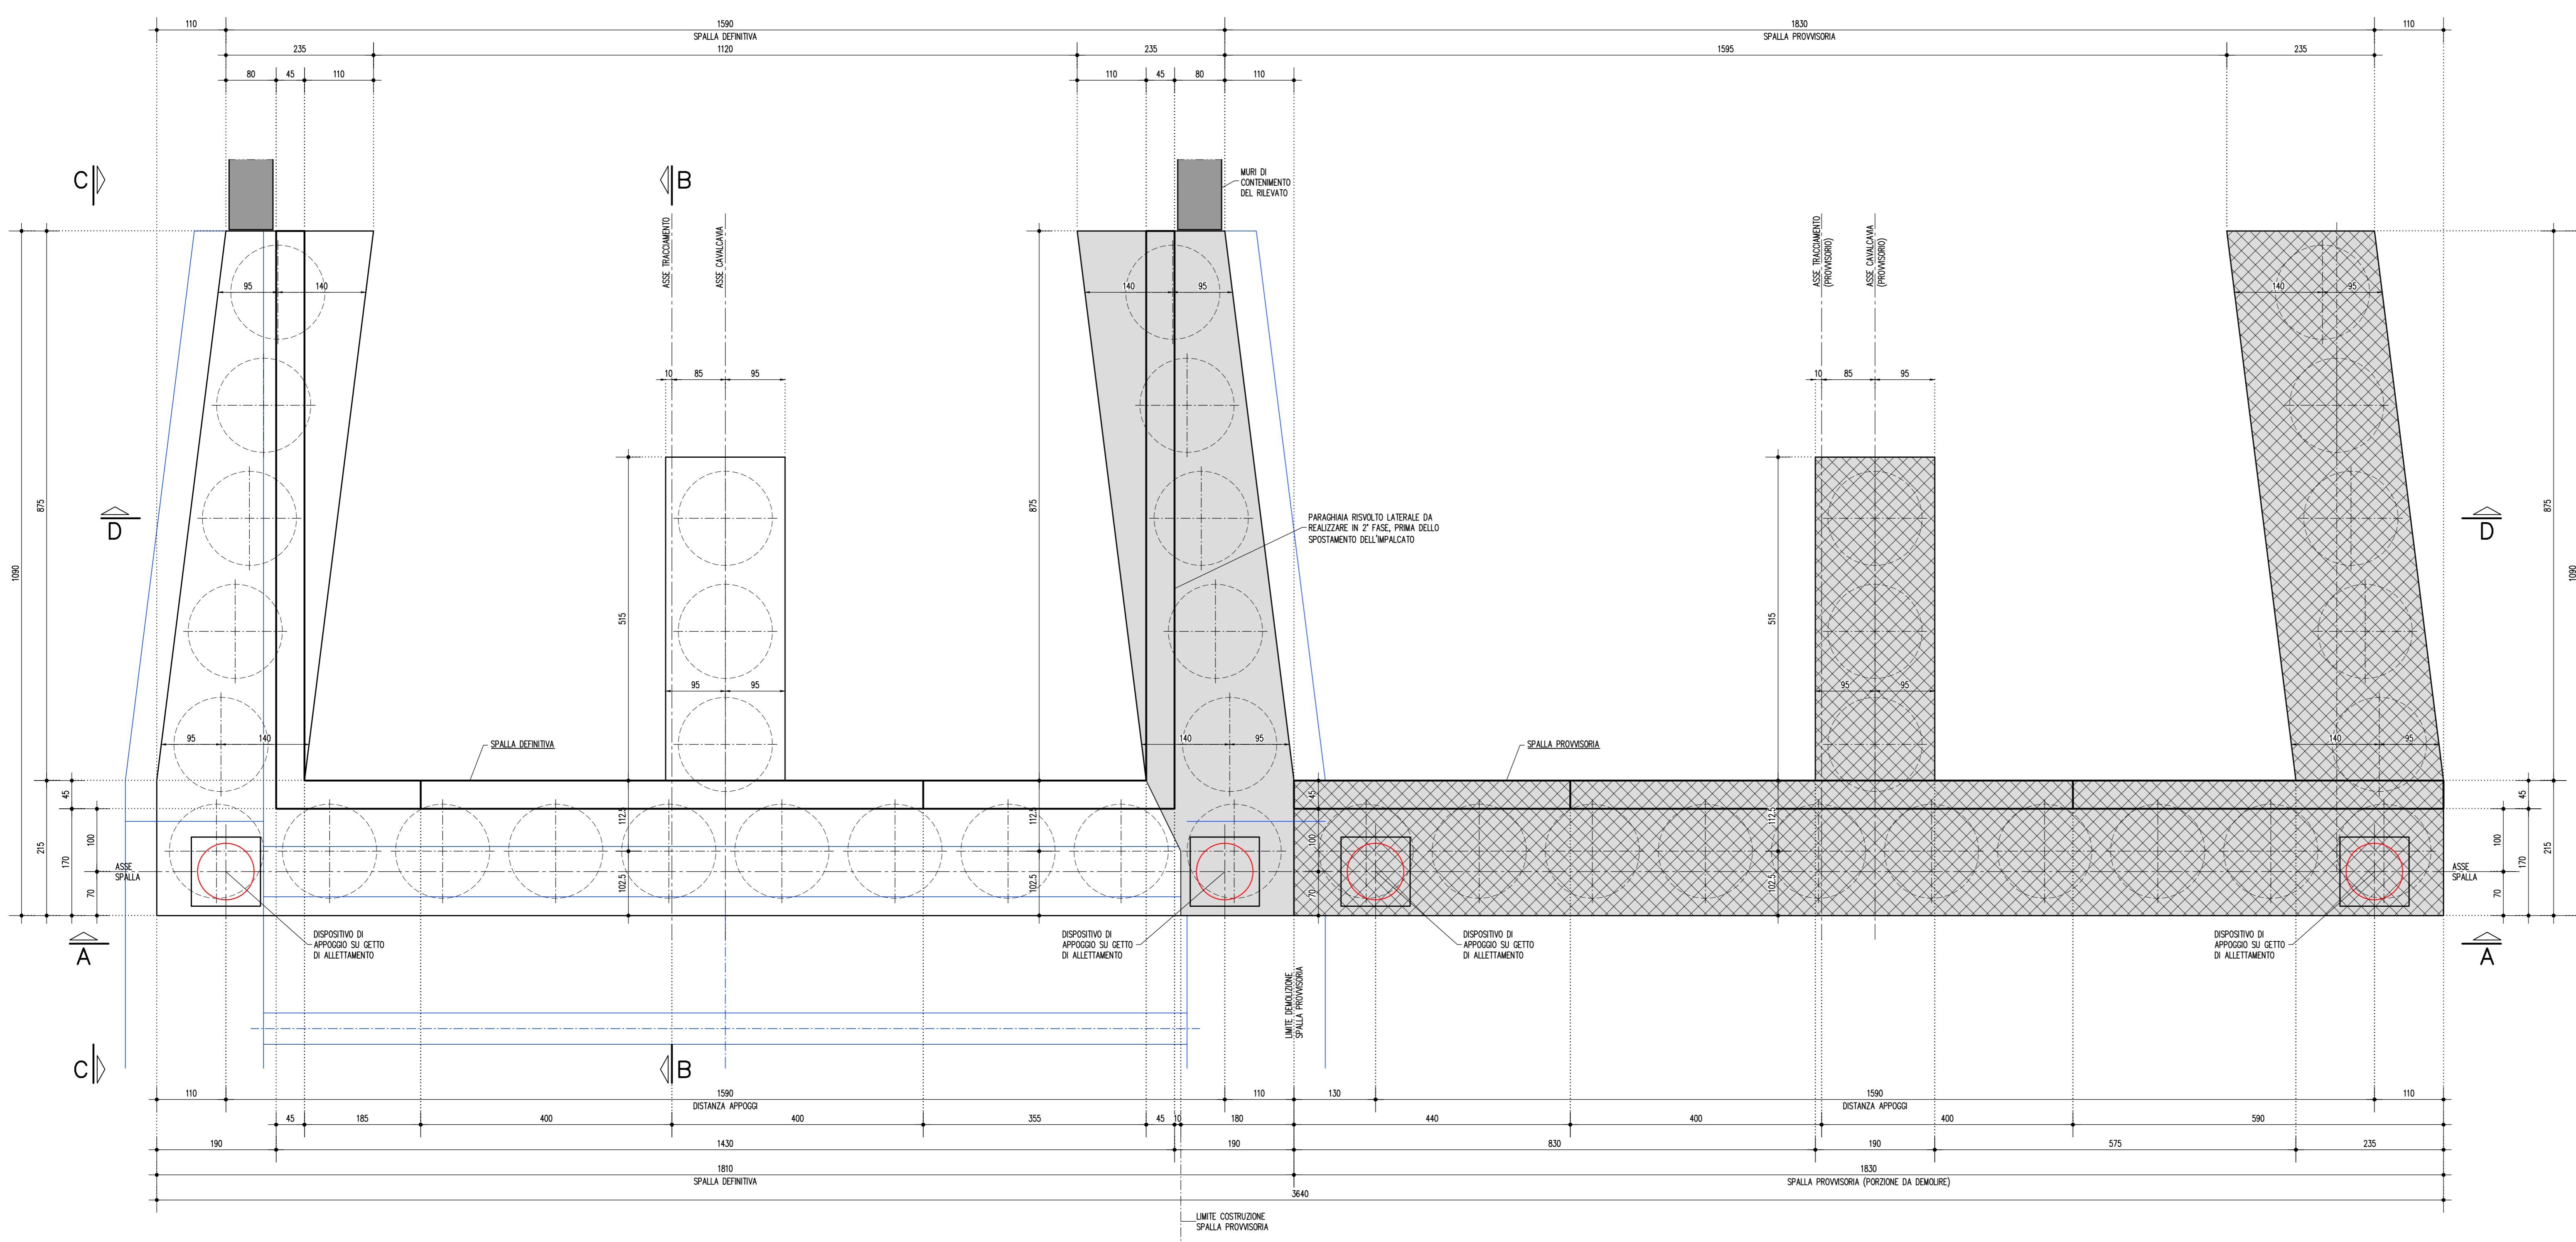 110
1590
1830
110
SPALLA DEFINITIVA
SPALLA PROVVISORIA
235
1120
235
1595
235
80
45
110
110
45
80
110
C
B
MURI DI
CONTENIMENTO
DEL RILEVATO
ASSE TRACCIAMENTO
ASSE CAVALCAVIA
ASSE TRACCIAMENTO
(PROVVISORIO)
ASSE CAVALCAVIA
(PROVVISORIO)
95
140
140
95
140
95
10
85
95
10
85
95
875
1090
515
875
515
875
1090
D
D
PARAGHIAIA RISVOLTO LATERALE DA
REALIZZARE IN 2° FASE, PRIMA DELLO
SPOSTAMENTO DELL'IMPALCATO
95
95
95
95
95
140
140
95
140
95
SPALLA DEFINITIVA
SPALLA PROVVISORIA
45
100
70
170
215
112.5
102.5
112.5
102.5
45
100
70
112.5
102.5
45
100
70
170
215
ASSE
SPALLA
ASSE
SPALLA
DISPOSITIVO DI
APPOGGIO SU GETTO
DI ALLETTAMENTO
DISPOSITIVO DI
APPOGGIO SU GETTO
DI ALLETTAMENTO
DISPOSITIVO DI
APPOGGIO SU GETTO
DI ALLETTAMENTO
DISPOSITIVO DI
APPOGGIO SU GETTO
DI ALLETTAMENTO
A
A
LIMITE DEMOLIZIONE
SPALLA PROVVISORIA
C
B
110
1590
110
130
1590
110
DISTANZA APPOGGI
DISTANZA APPOGGI
45
185
400
400
355
45
10
180
440
400
400
590
190
1430
190
830
190
575
235
1810
1830
SPALLA DEFINITIVA
SPALLA PROVVISORIA (PORZIONE DA DEMOLIRE)
3640
LIMITE COSTRUZIONE
SPALLA PROVVISORIA